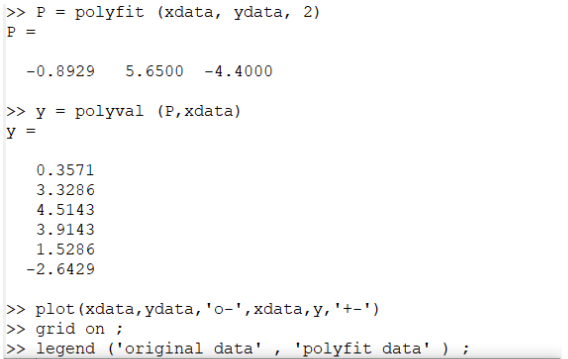 >> P = polyfit (xdata, ydata, 2)
P =
-0.8929 5.6500 -4.4000
>> y = polyval (P,xdata)
y =
0.3571
3.3286
4.5143
3.9143
1.5286
-2.6429
>> plot(xdata,ydata,'o-',xdata,y,'+-')
>> grid on ;
>> legend ('original data' , 'polyfit data' ) ;